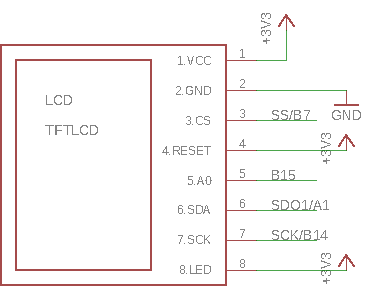 +3V3
1.VCC 1
2.GND 2
GND
3.CS 3 SS/B7
4.RESET 4 +3V3
5.A0 5 B15
6.SDA 6 SDO1/A1
7.SCK 7 SCK/B14
8.LED 8 +3V3
LCD
TFTLCD